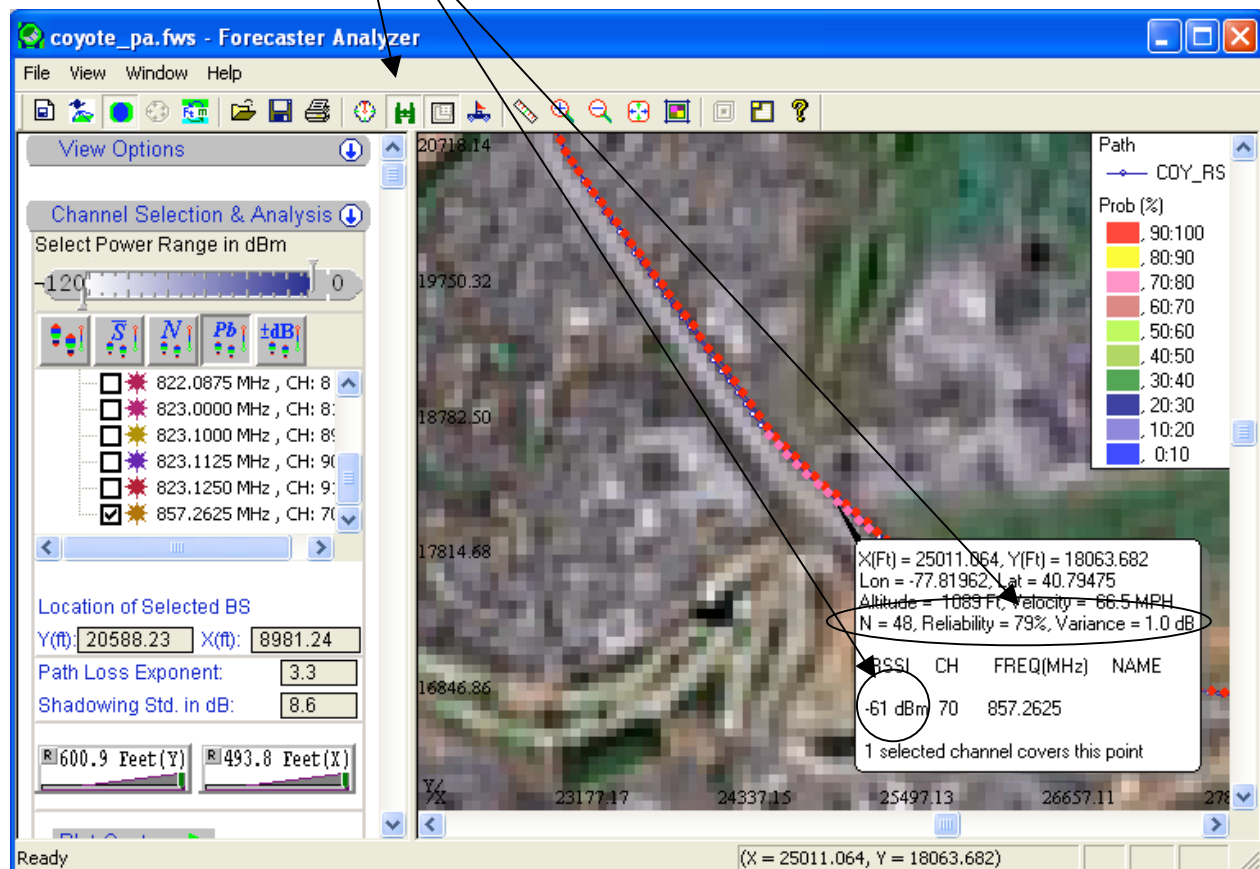 coyote_pa.fws - Forecaster Analyzer
File View Window Help
View Options
Channel Selection & Analysis
Select Power Range in dBm
-120 0
S N Pb ±dB
822.0875 MHz , CH: 8
823.0000 MHz , CH: 8
823.1000 MHz , CH: 89
823.1125 MHz , CH: 90
823.1250 MHz , CH: 9
857.2625 MHz , CH: 70
Location of Selected BS
Y(ft): 20588.23 X(ft): 8981.24
Path Loss Exponent: 3.3
Shadowing Std. in dB: 8.6
R 600.9 Feet(Y) R 493.8 Feet(X)
20718.14
19750.32
18782.50
17814.68
16846.86
Y/X 23177.17 24337.15 25497.13 26657.11 278
Path
COY_RS
Prob (%)
, 90:100
, 80:90
, 70:80
, 60:70
, 50:60
, 40:50
, 30:40
, 20:30
, 10:20
, 0:10
X(Ft) = 25011.064, Y(Ft) = 18063.682
Lon = -77.81962, Lat = 40.79475
Altitude = 1089 Ft, Velocity = 66.5 MPH
N = 48, Reliability = 79%, Variance = 1.0 dB
RSSI CH FREQ(MHz) NAME
-61 dBm 70 857.2625
1 selected channel covers this point
Ready
(X = 25011.064, Y = 18063.682)